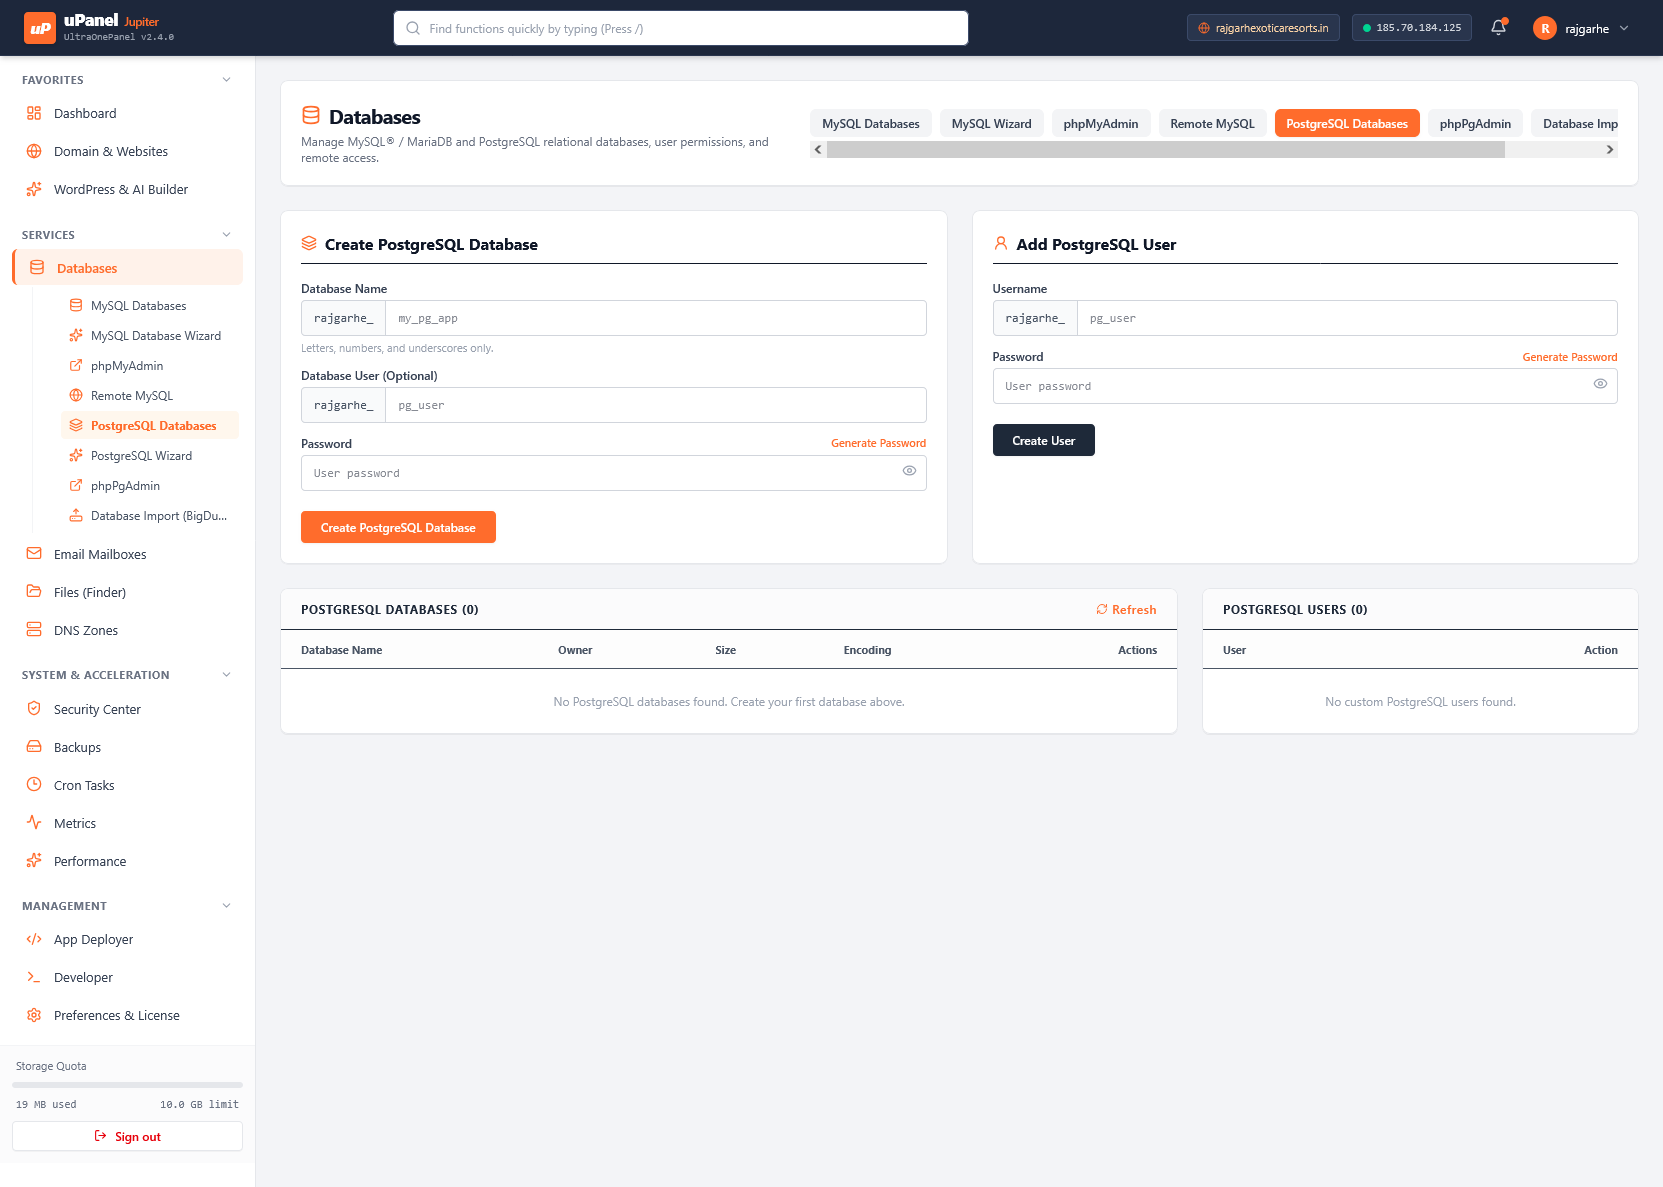 uP
uPanel Jupiter
UltraOnePanel v2.4.0
Find functions quickly by typing (Press /)
rajgarhexoticaresorts.in
185.70.184.125
R
rajgarhe
FAVORITES
Dashboard
Domain & Websites
WordPress & AI Builder
SERVICES
Databases
MySQL Databases
MySQL Database Wizard
phpMyAdmin
Remote MySQL
PostgreSQL Databases
PostgreSQL Wizard
phpPgAdmin
Database Import (BigDu...
Email Mailboxes
Files (Finder)
DNS Zones
SYSTEM & ACCELERATION
Security Center
Backups
Cron Tasks
Metrics
Performance
MANAGEMENT
App Deployer
Developer
Preferences & License
Storage Quota
19 MB used
10.0 GB limit
Sign out
Databases
Manage MySQL® / MariaDB and PostgreSQL relational databases, user permissions, and
remote access.
MySQL Databases
MySQL Wizard
phpMyAdmin
Remote MySQL
PostgreSQL Databases
phpPgAdmin
Database Imp
Create PostgreSQL Database
Database Name
rajgarhe_
my_pg_app
Letters, numbers, and underscores only.
Database User (Optional)
rajgarhe_
pg_user
Password
Generate Password
User password
Create PostgreSQL Database
Add PostgreSQL User
Username
rajgarhe_
pg_user
Password
Generate Password
User password
Create User
POSTGRESQL DATABASES (0)
Refresh
Database Name
Owner
Size
Encoding
Actions
No PostgreSQL databases found. Create your first database above.
POSTGRESQL USERS (0)
User
Action
No custom PostgreSQL users found.